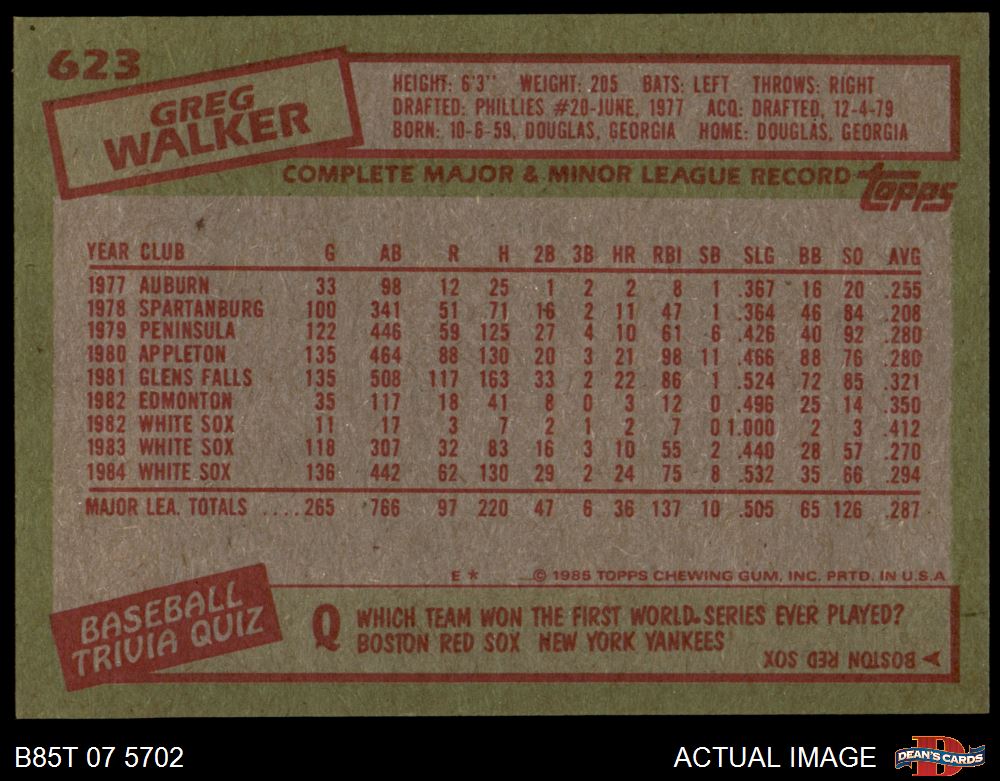 623
GREG
WALKER
HEIGHT: 6'3" WEIGHT: 205 BATS: LEFT THROWS: RIGHT
DRAFTED: PHILLIES #20-JUNE, 1977 ACQ: DRAFTED, 12-4-79
BORN: 10-6-59, DOUGLAS, GEORGIA HOME: DOUGLAS, GEORGIA
COMPLETE MAJOR & MINOR LEAGUE RECORD topps
YEAR CLUB G AB R H 2B 3B HR RBI SB SLG BB SO AVG
1977 AUBURN 33 98 12 25 1 2 2 8 1 .367 16 20 .255
1978 SPARTANBURG 100 341 51 71 16 2 11 47 1 .364 46 84 .208
1979 PENINSULA 122 446 59 125 27 4 10 61 6 .426 40 92 .280
1980 APPLETON 135 464 88 130 20 3 21 98 11 .466 88 76 .280
1981 GLENS FALLS 135 508 117 163 33 2 22 86 1 .524 72 85 .321
1982 EDMONTON 35 117 18 41 8 0 3 12 0 .496 25 14 .350
1982 WHITE SOX 11 17 3 7 2 1 2 7 0 1.000 2 3 .412
1983 WHITE SOX 118 307 32 83 16 3 10 55 2 .440 28 57 .270
1984 WHITE SOX 136 442 62 130 29 2 24 75 8 .532 35 66 .294
MAJOR LEA. TOTALS ....265 766 97 220 47 6 36 137 10 .505 65 126 .287
E * © 1985 TOPPS CHEWING GUM, INC. PRTD. IN U.S.A
BASEBALL
TRIVIA QUIZ
Q WHICH TEAM WON THE FIRST WORLD SERIES EVER PLAYED?
BOSTON RED SOX NEW YORK YANKEES
BOSTON RED SOX
B85T 07 5702
ACTUAL IMAGE
D
DEAN'S CARDS